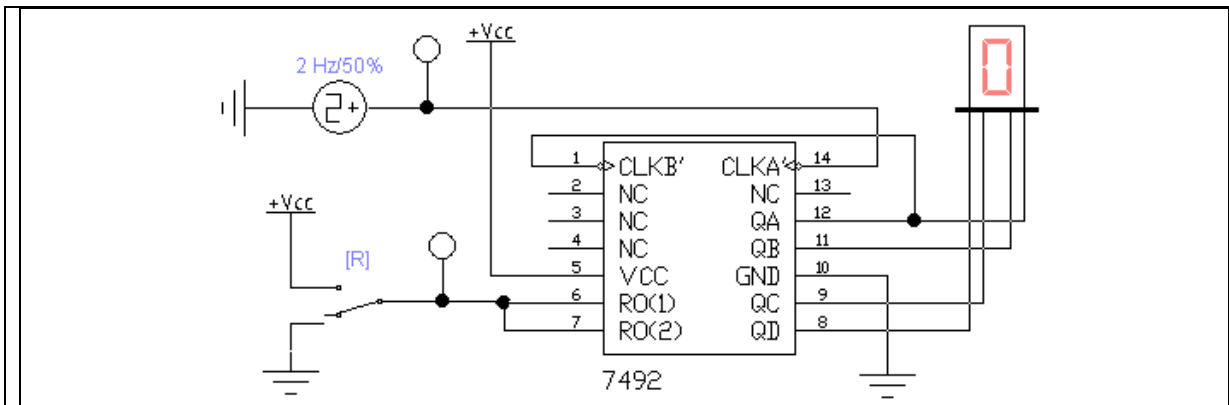 +Vcc
2 Hz/50%
2+
0
1 CLKB' CLKA' 14
2 NC NC 13
3 NC QA 12
4 NC QB 11
+Vcc
[R]
5 VCC GND 10
6 RO(1) QC 9
7 RO(2) QD 8
7492